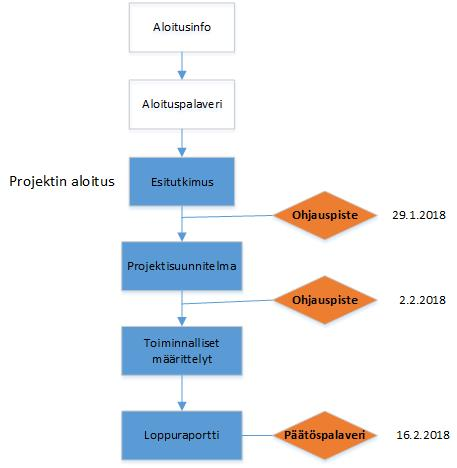 Aloitusinfo
Aloituspalaveri
Projektin aloitus
Esitutkimus
Ohjauspiste
29.1.2018
Projektisuunnitelma
Ohjauspiste
2.2.2018
Toiminnalliset
määrittelyt
Loppuraportti
Päätöspalaveri
16.2.2018